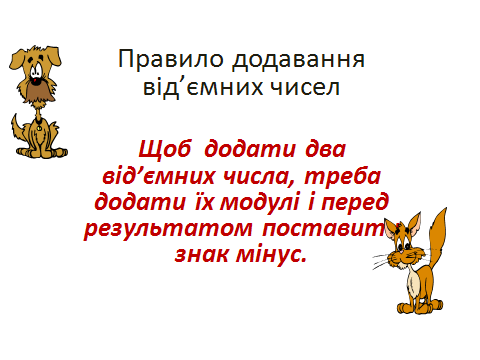 Правило додавання
від’ємних чисел
Щоб додати два
від’ємних числа, треба
додати їх модулі і перед
результатом поставит
знак мінус.